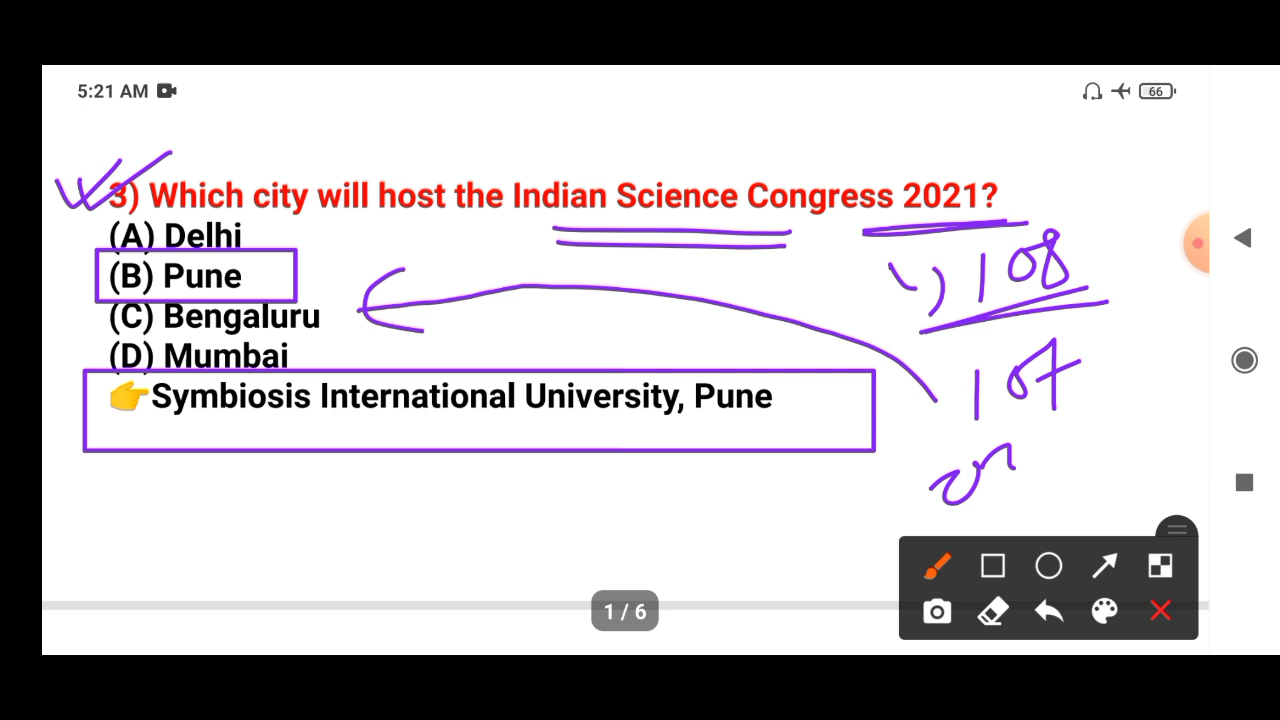 5:21 AM
66
3) Which city will host the Indian Science Congress 2021?
(A) Delhi
(B) Pune
(C) Bengaluru
(D) Mumbai
👉Symbiosis International University, Pune
108
107
1 / 6